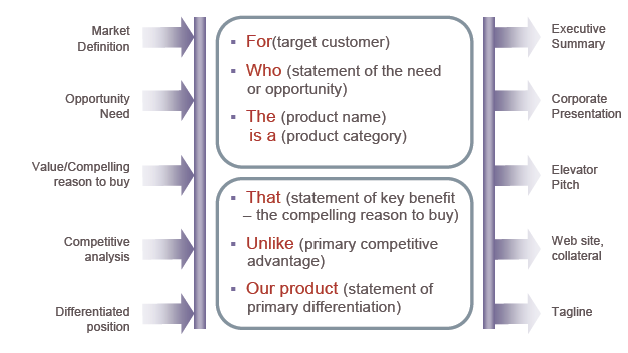 Market
Definition
Opportunity
Need
Value/Compelling
reason to buy
Competitive
analysis
Differentiated
position
▪ For(target customer)
▪ Who (statement of the need
or opportunity)
▪ The (product name)
is a (product category)
▪ That (statement of key benefit
– the compelling reason to buy)
▪ Unlike (primary competitive
advantage)
▪ Our product (statement of
primary differentiation)
Executive
Summary
Corporate
Presentation
Elevator
Pitch
Web site,
collateral
Tagline